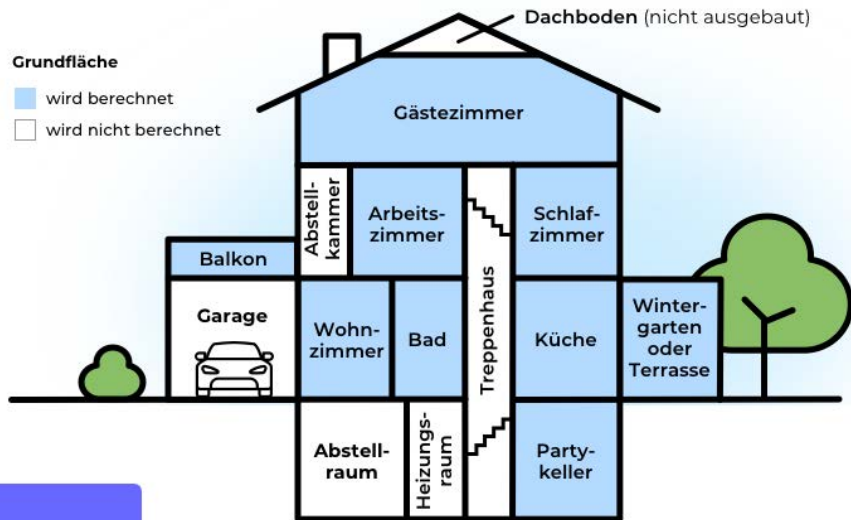 Dachboden (nicht ausgebaut)
Grundfläche
wird berechnet
wird nicht berechnet
Gästezimmer
Abstell-
kammer
Arbeits-
zimmer
Schlaf-
zimmer
Balkon
Garage
Wohn-
zimmer
Bad
Treppenhaus
Küche
Winter-
garten
oder
Terrasse
Abstell-
raum
Heizungs-
raum
Party-
keller